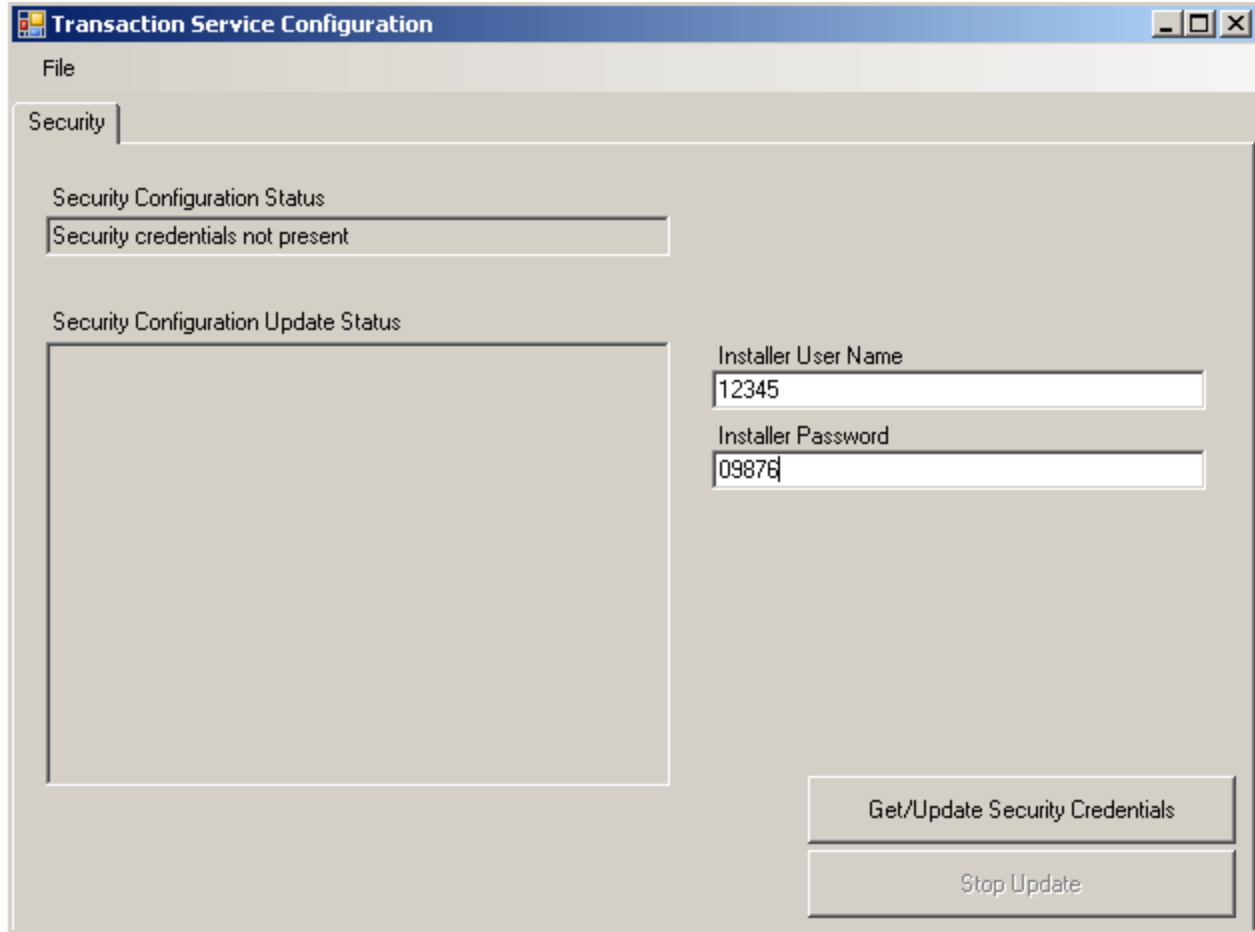 Transaction Service Configuration
File
Security
Security Configuration Status
Security credentials not present
Security Configuration Update Status
Installer User Name
12345
Installer Password
09876
Get/Update Security Credentials
Stop Update